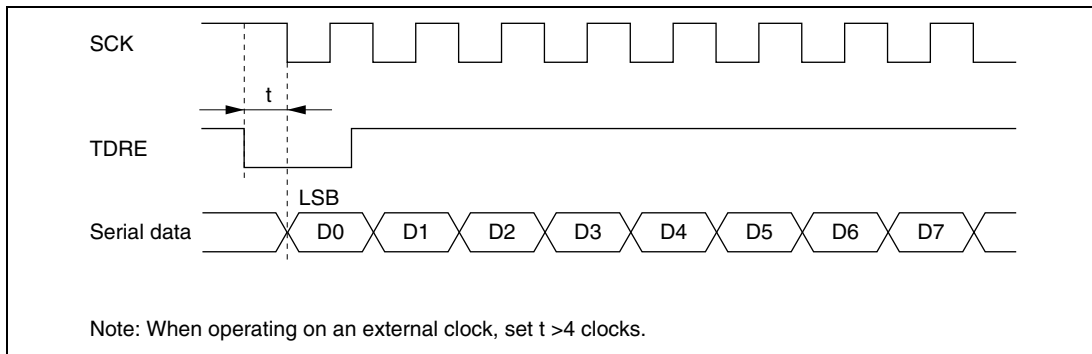 SCK
t
TDRE
LSB
Serial data D0 D1 D2 D3 D4 D5 D6 D7
Note: When operating on an external clock, set t >4 clocks.